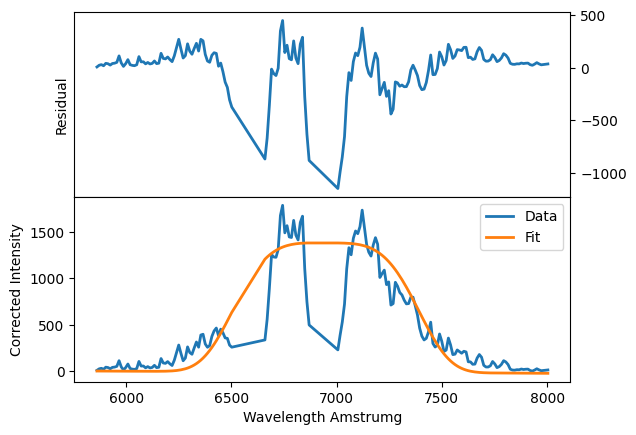 500
0
−500
−1000
Residual
Data
Fit
1500
1000
500
0
Corrected Intensity
6000 6500 7000 7500 8000
Wavelength Amstrumg